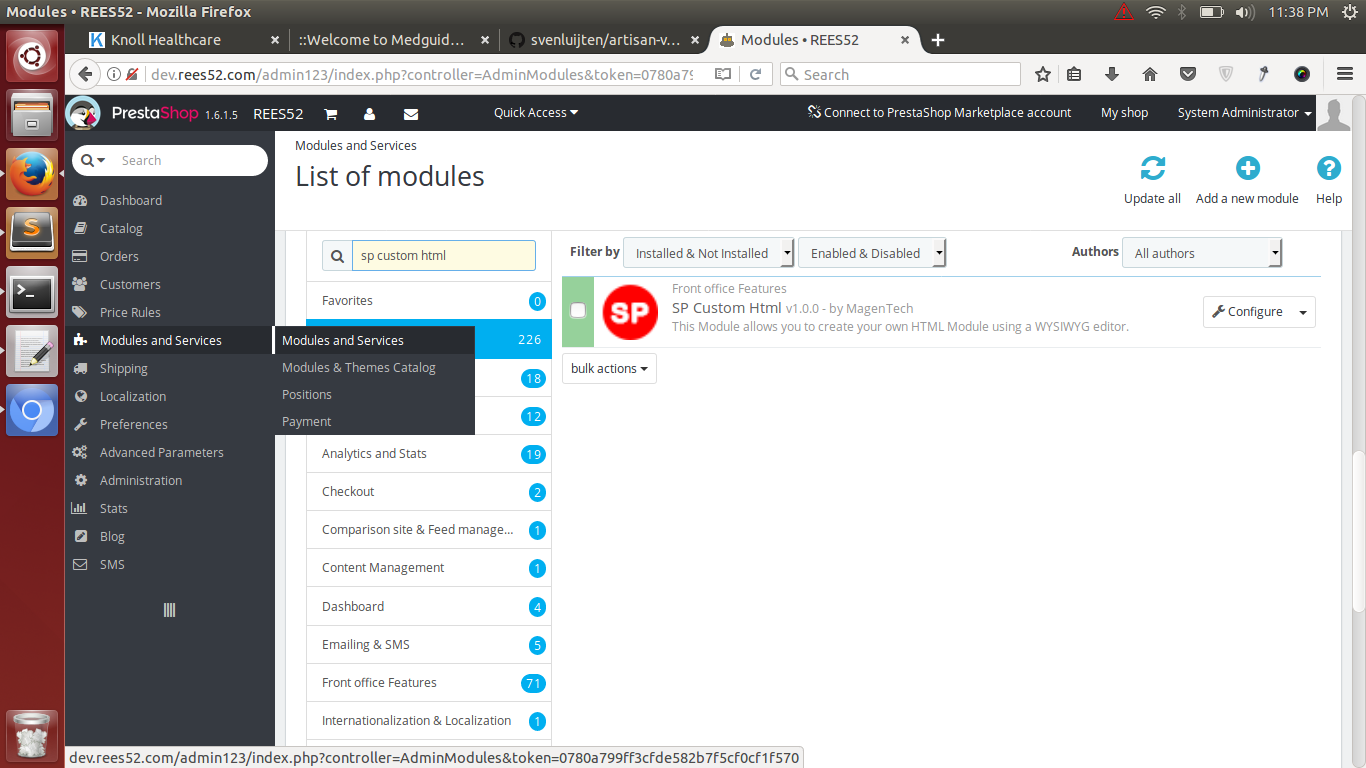 Modules • REES52 - Mozilla Firefox
11:38 PM
Knoll Healthcare
::Welcome to Medguid...
svenluijten/artisan-v...
Modules • REES52
dev.rees52.com/admin123/index.php?controller=AdminModules&token=0780a79
Search
PrestaShop 1.6.1.5
REES52
Quick Access
Connect to PrestaShop Marketplace account
My shop
System Administrator
Search
Dashboard
Catalog
Orders
Customers
Price Rules
Modules and Services
Shipping
Localization
Preferences
Advanced Parameters
Administration
Stats
Blog
SMS
Modules and Services
Modules & Themes Catalog
Positions
Payment
Modules and Services
List of modules
Update all
Add a new module
Help
sp custom html
Favorites 0
226
18
12
Analytics and Stats 19
Checkout 2
Comparison site & Feed manage... 1
Content Management 1
Dashboard 4
Emailing & SMS 5
Front office Features 71
Internationalization & Localization 1
Filter by
Installed & Not Installed
Enabled & Disabled
Authors
All authors
SP
Front office Features
SP Custom Html v1.0.0 - by MagenTech
This Module allows you to create your own HTML Module using a WYSIWYG editor.
Configure
bulk actions
dev.rees52.com/admin123/index.php?controller=AdminModules&token=0780a799ff3cfde582b7f5cf0cf1f570